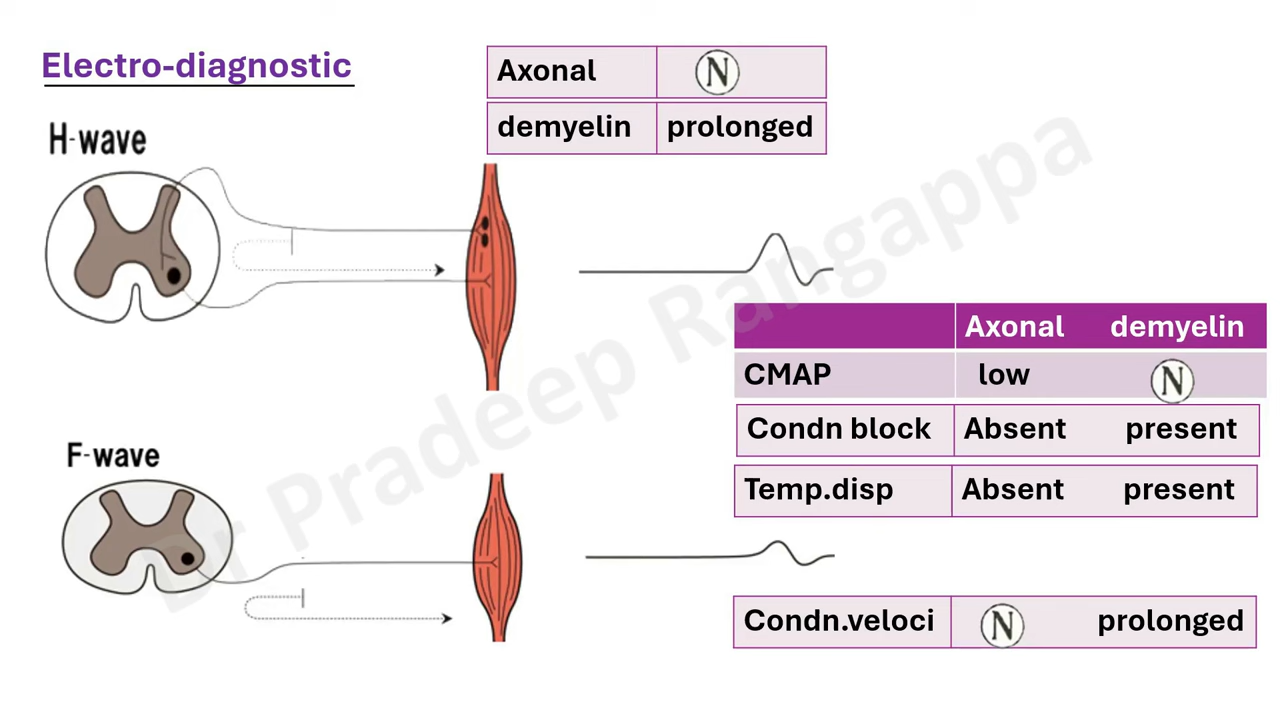 Electro-diagnostic
Axonal N
demyelin prolonged
H-wave
Axonal demyelin
CMAP low N
Condn block Absent present
F-wave
Temp.disp Absent present
Condn.veloci N prolonged
Dr Pradeep Rangappa